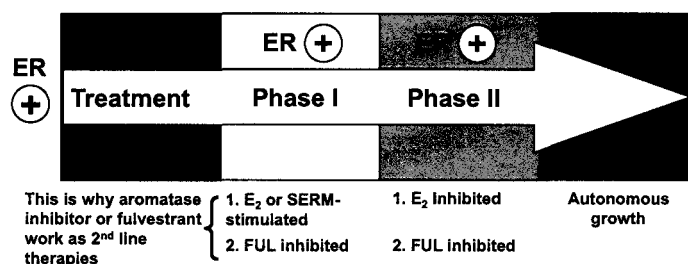 ER +
ER +
ER
+
Treatment Phase I Phase II
This is why aromatase
inhibitor or fulvestrant
work as 2nd line
therapies
1. E2 or SERM-
stimulated
2. FUL inhibited
1. E2 Inhibited
2. FUL inhibited
Autonomous
growth